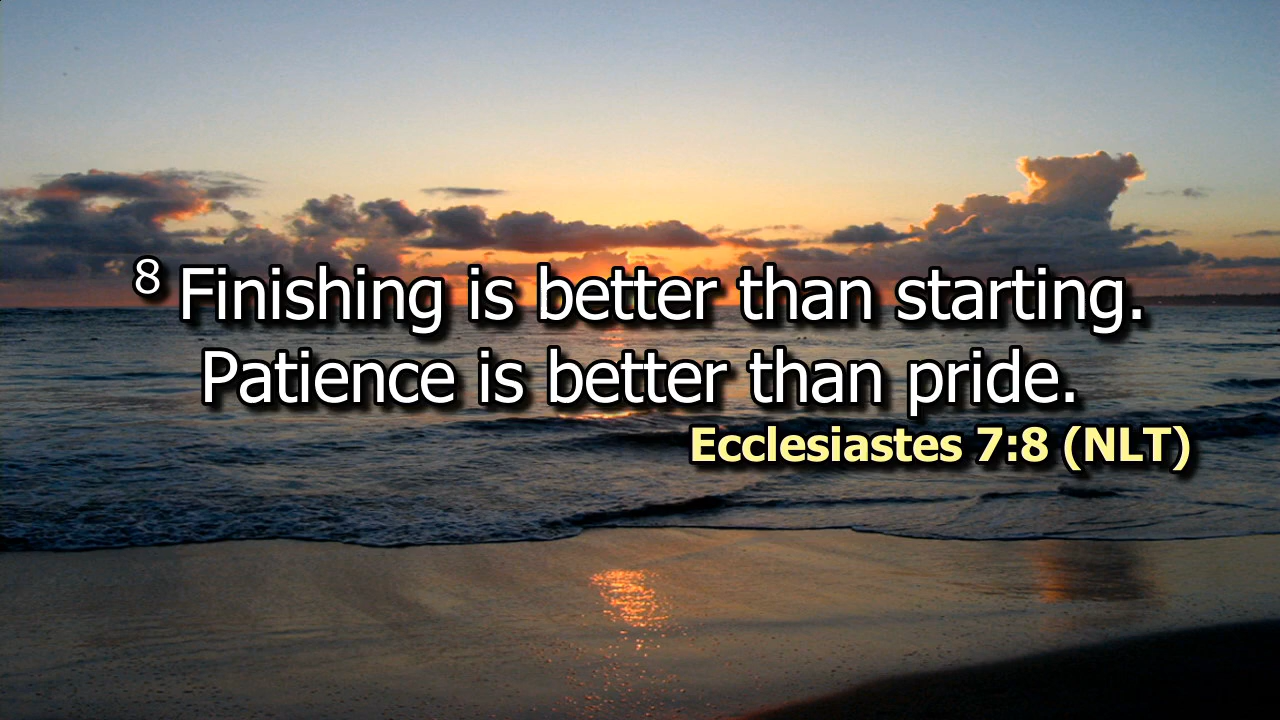 8 Finishing is better than starting.
Patience is better than pride.
Ecclesiastes 7:8 (NLT)